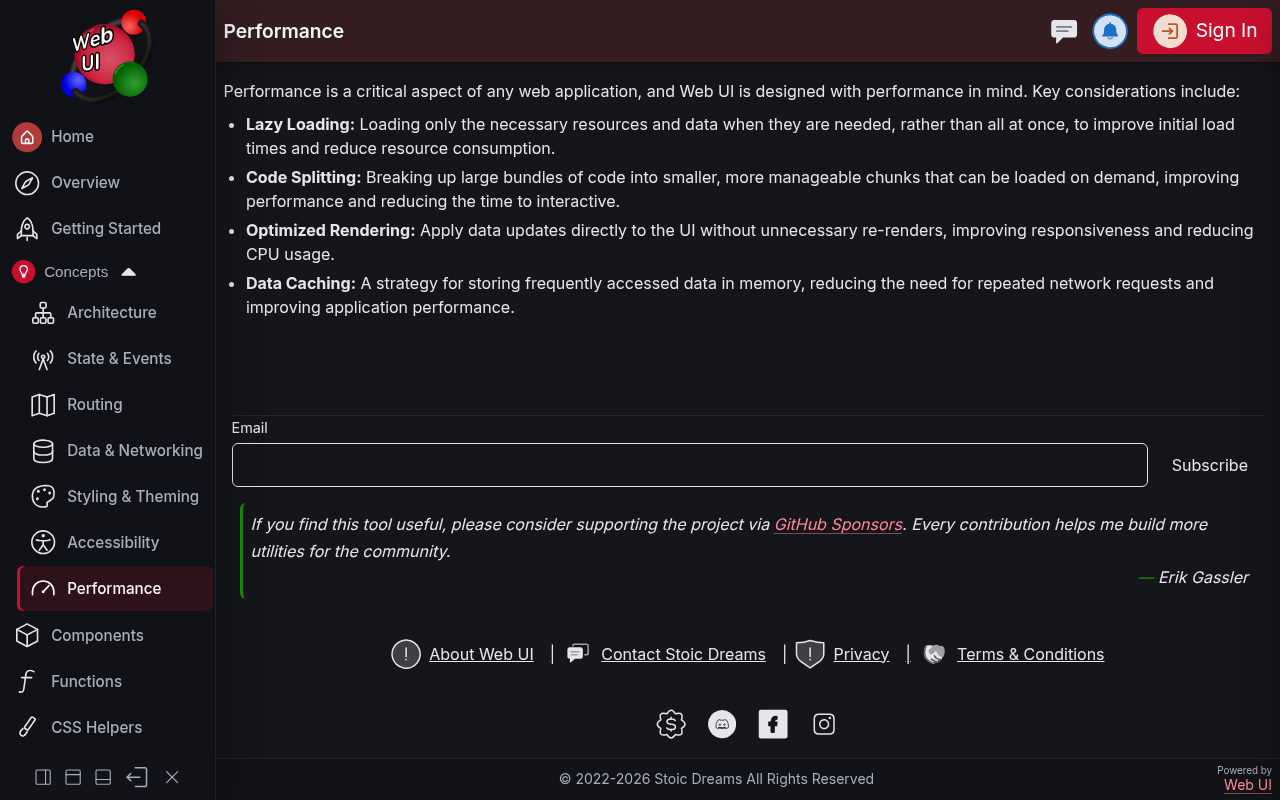 Web
UI
Home
Overview
Getting Started
Concepts
Architecture
State & Events
Routing
Data & Networking
Styling & Theming
Accessibility
Performance
Components
Functions
CSS Helpers
Performance
Sign In
Performance is a critical aspect of any web application, and Web UI is designed with performance in mind. Key considerations include:
• Lazy Loading: Loading only the necessary resources and data when they are needed, rather than all at once, to improve initial load
times and reduce resource consumption.
• Code Splitting: Breaking up large bundles of code into smaller, more manageable chunks that can be loaded on demand, improving
performance and reducing the time to interactive.
• Optimized Rendering: Apply data updates directly to the UI without unnecessary re-renders, improving responsiveness and reducing
CPU usage.
• Data Caching: A strategy for storing frequently accessed data in memory, reducing the need for repeated network requests and
improving application performance.
Email
Subscribe
If you find this tool useful, please consider supporting the project via GitHub Sponsors. Every contribution helps me build more
utilities for the community.
— Erik Gassler
About Web UI | Contact Stoic Dreams | Privacy | Terms & Conditions
© 2022-2026 Stoic Dreams All Rights Reserved
Powered by
Web UI